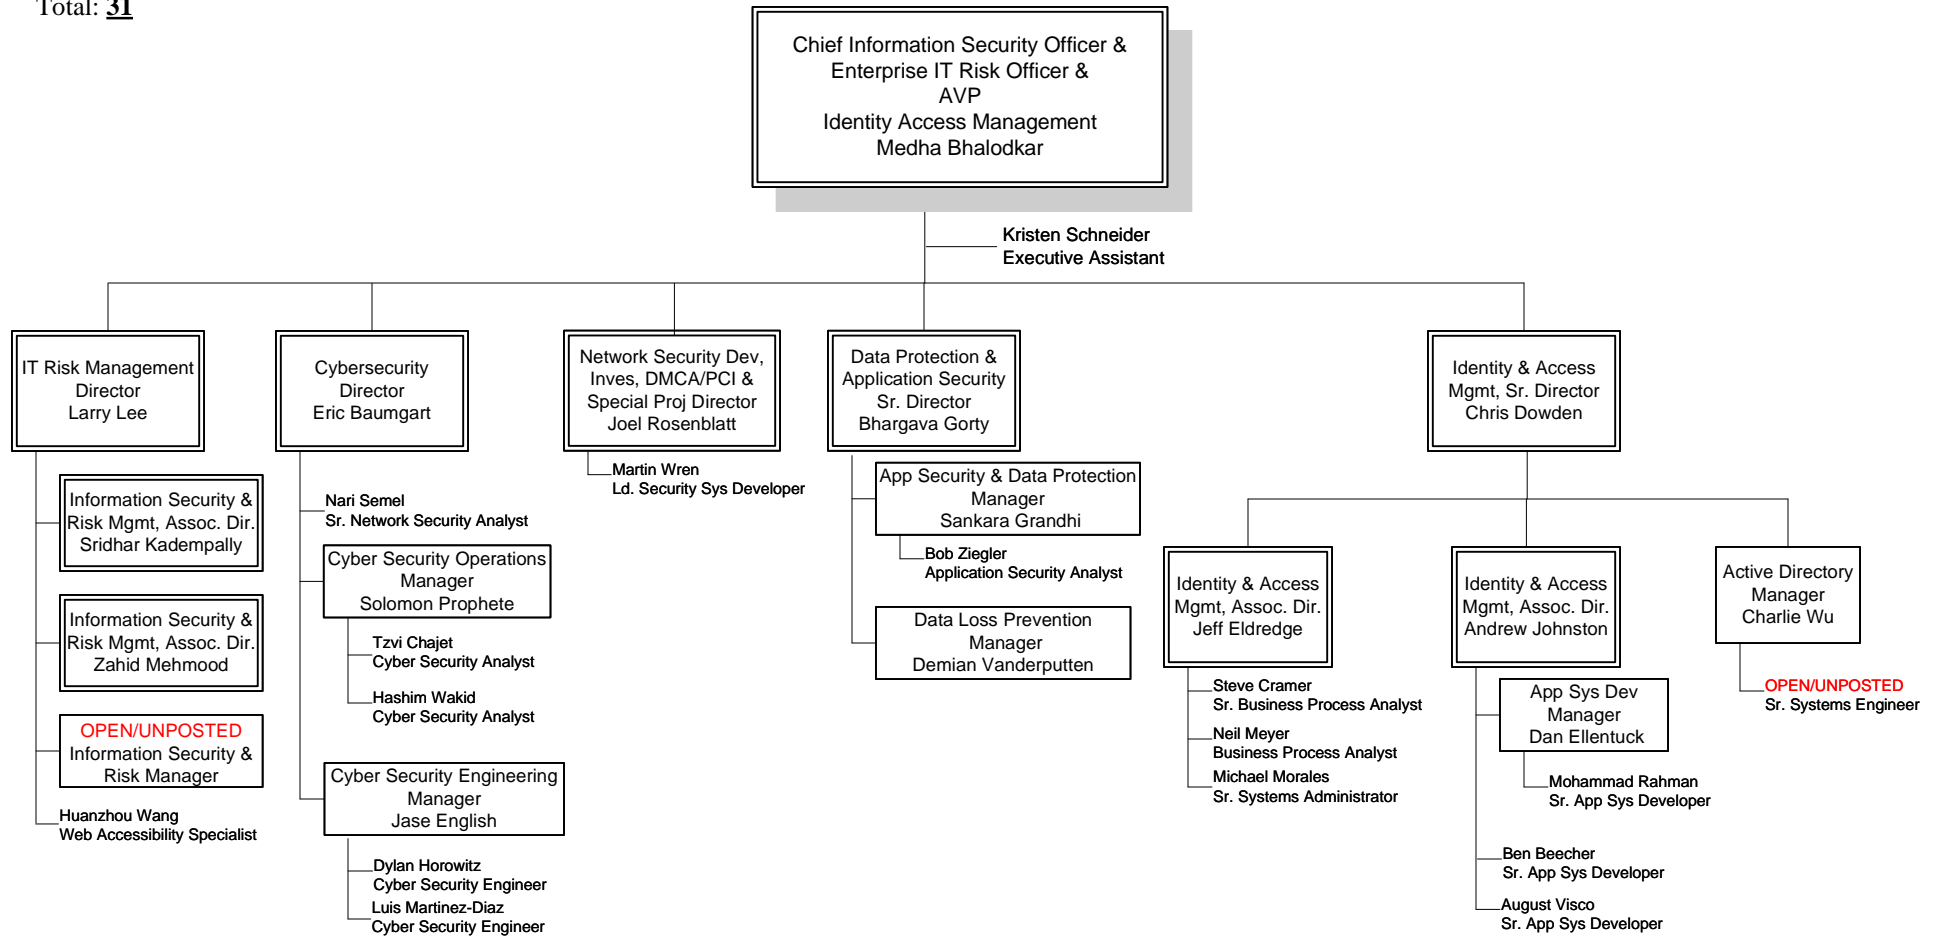 Total: 31
Chief Information Security Officer &
Enterprise IT Risk Officer &
AVP
Identity Access Management
Medha Bhalodkar
Kristen Schneider
Executive Assistant
IT Risk Management
Director
Larry Lee
Information Security &
Risk Mgmt, Assoc. Dir.
Sridhar Kadempally
Information Security &
Risk Mgmt, Assoc. Dir.
Zahid Mehmood
OPEN/UNPOSTED
Information Security &
Risk Manager
Huanzhou Wang
Web Accessibility Specialist
Cybersecurity
Director
Eric Baumgart
Nari Semel
Sr. Network Security Analyst
Cyber Security Operations
Manager
Solomon Prophete
Tzvi Chajet
Cyber Security Analyst
Hashim Wakid
Cyber Security Analyst
Cyber Security Engineering
Manager
Jase English
Dylan Horowitz
Cyber Security Engineer
Luis Martinez-Diaz
Cyber Security Engineer
Network Security Dev,
Inves, DMCA/PCI &
Special Proj Director
Joel Rosenblatt
Martin Wren
Ld. Security Sys Developer
Data Protection &
Application Security
Sr. Director
Bhargava Gorty
App Security & Data Protection
Manager
Sankara Grandhi
Bob Ziegler
Application Security Analyst
Data Loss Prevention
Manager
Demian Vanderputten
Identity & Access
Mgmt, Sr. Director
Chris Dowden
Identity & Access
Mgmt, Assoc. Dir.
Jeff Eldredge
Steve Cramer
Sr. Business Process Analyst
Neil Meyer
Business Process Analyst
Michael Morales
Sr. Systems Administrator
Identity & Access
Mgmt, Assoc. Dir.
Andrew Johnston
App Sys Dev
Manager
Dan Ellentuck
Mohammad Rahman
Sr. App Sys Developer
Ben Beecher
Sr. App Sys Developer
August Visco
Sr. App Sys Developer
Active Directory
Manager
Charlie Wu
OPEN/UNPOSTED
Sr. Systems Engineer